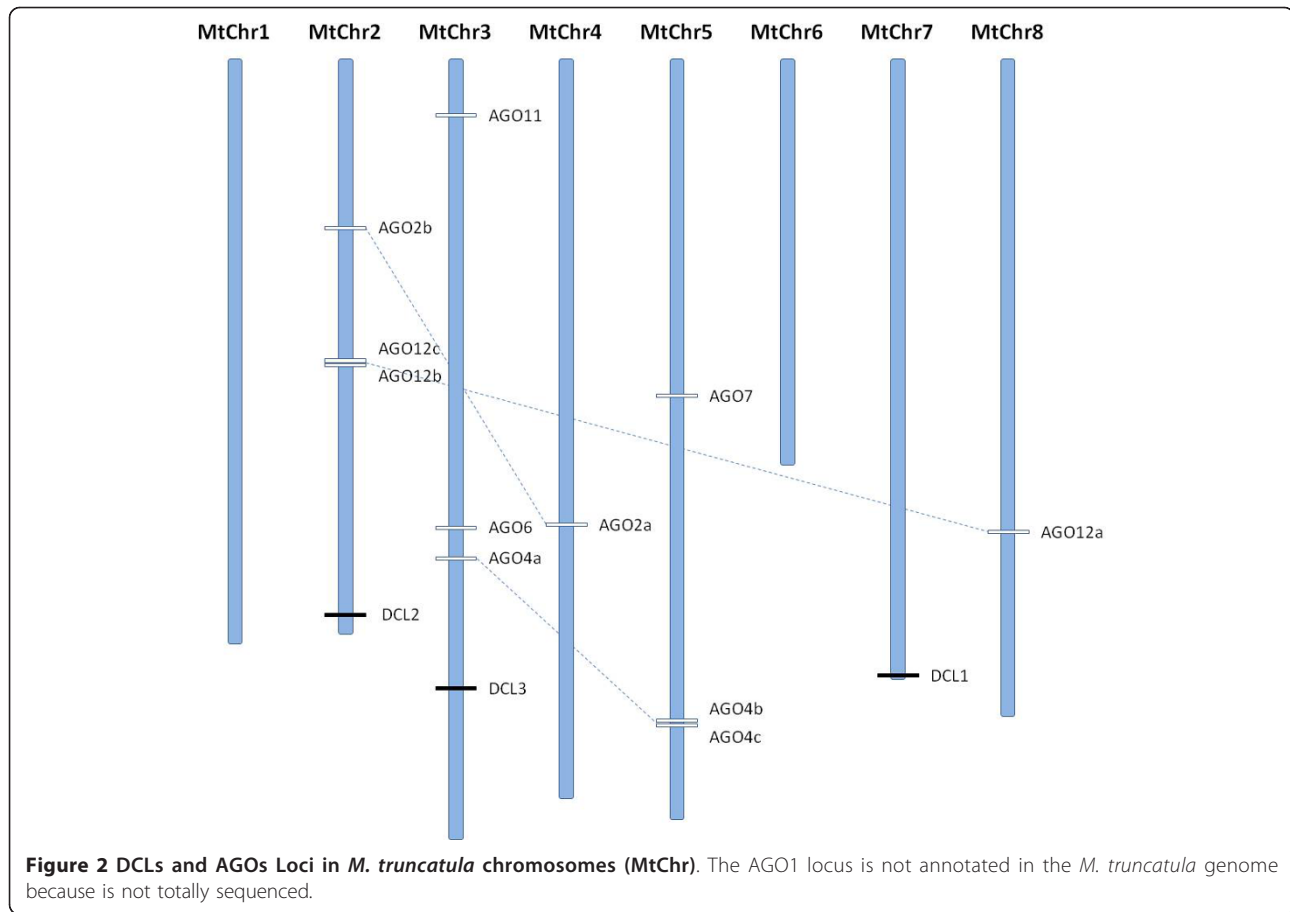 MtChr1 MtChr2 MtChr3 MtChr4 MtChr5 MtChr6 MtChr7 MtChr8
AGO11
AGO2b
AGO12c
AGO12b
AGO7
AGO6
AGO2a
AGO12a
AGO4a
DCL2
DCL3
DCL1
AGO4b
AGO4c
Figure 2 DCLs and AGOs Loci in M. truncatula chromosomes (MtChr). The AGO1 locus is not annotated in the M. truncatula genome
because is not totally sequenced.